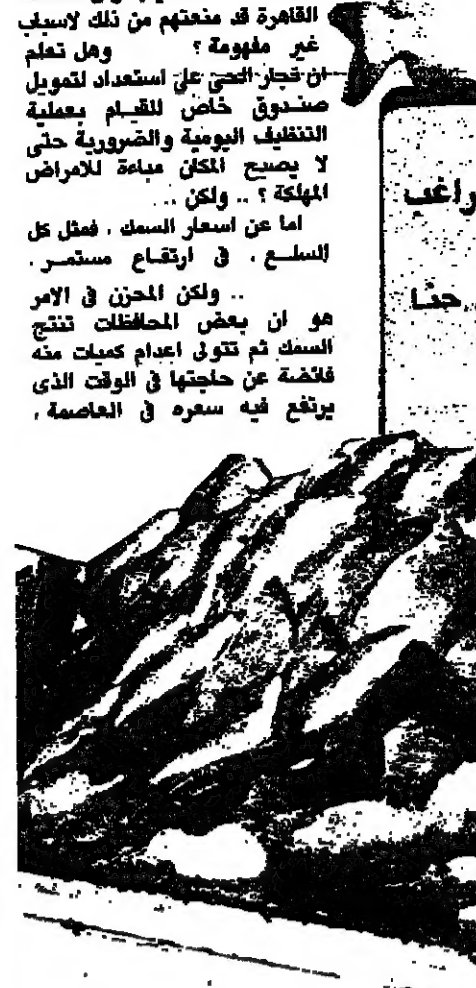 القاهرة قد منعتهم من ذلك لاسباب
غير مفهومة ؟ وهل تعلم
ان تجار الحى على استعداد لتمويل
صندوق خاص للقيام بعملية
التنظيف اليومية والضرورية حتى
لا يصبح المكان مباءة للامراض
المهلكة ؟ .. ولكن ..
اما عن اسعار السمك ، فمثل كل
السلع ، فى ارتفاع مستمر .
.. ولكن المحزن فى الامر
هو ان بعض المحافظات تنتج
السمك ثم تتولى اعدام كميات منه
فائضة عن حاجتها فى الوقت الذى
يرتفع فيه سعره فى العاصمة ،
راغب
حنا